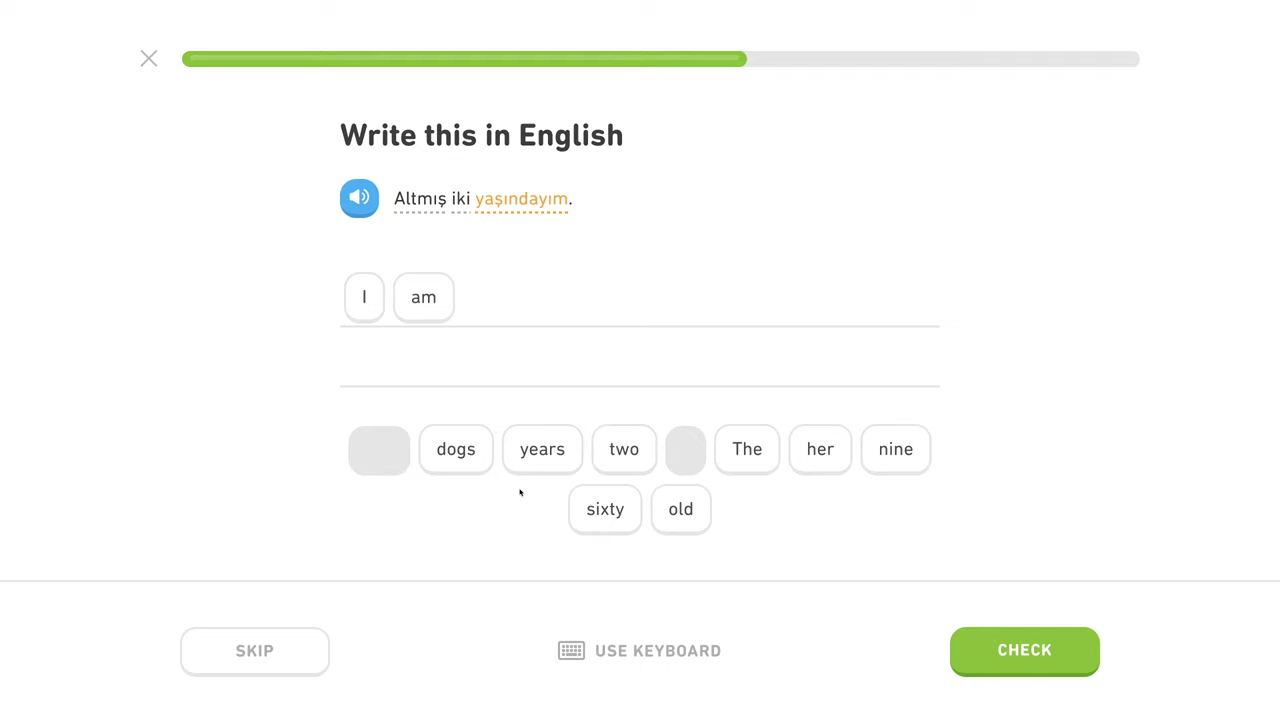 Write this in English
Altmış iki yaşındayım.
I am
dogs years two The her nine
sixty old
SKIP USE KEYBOARD CHECK